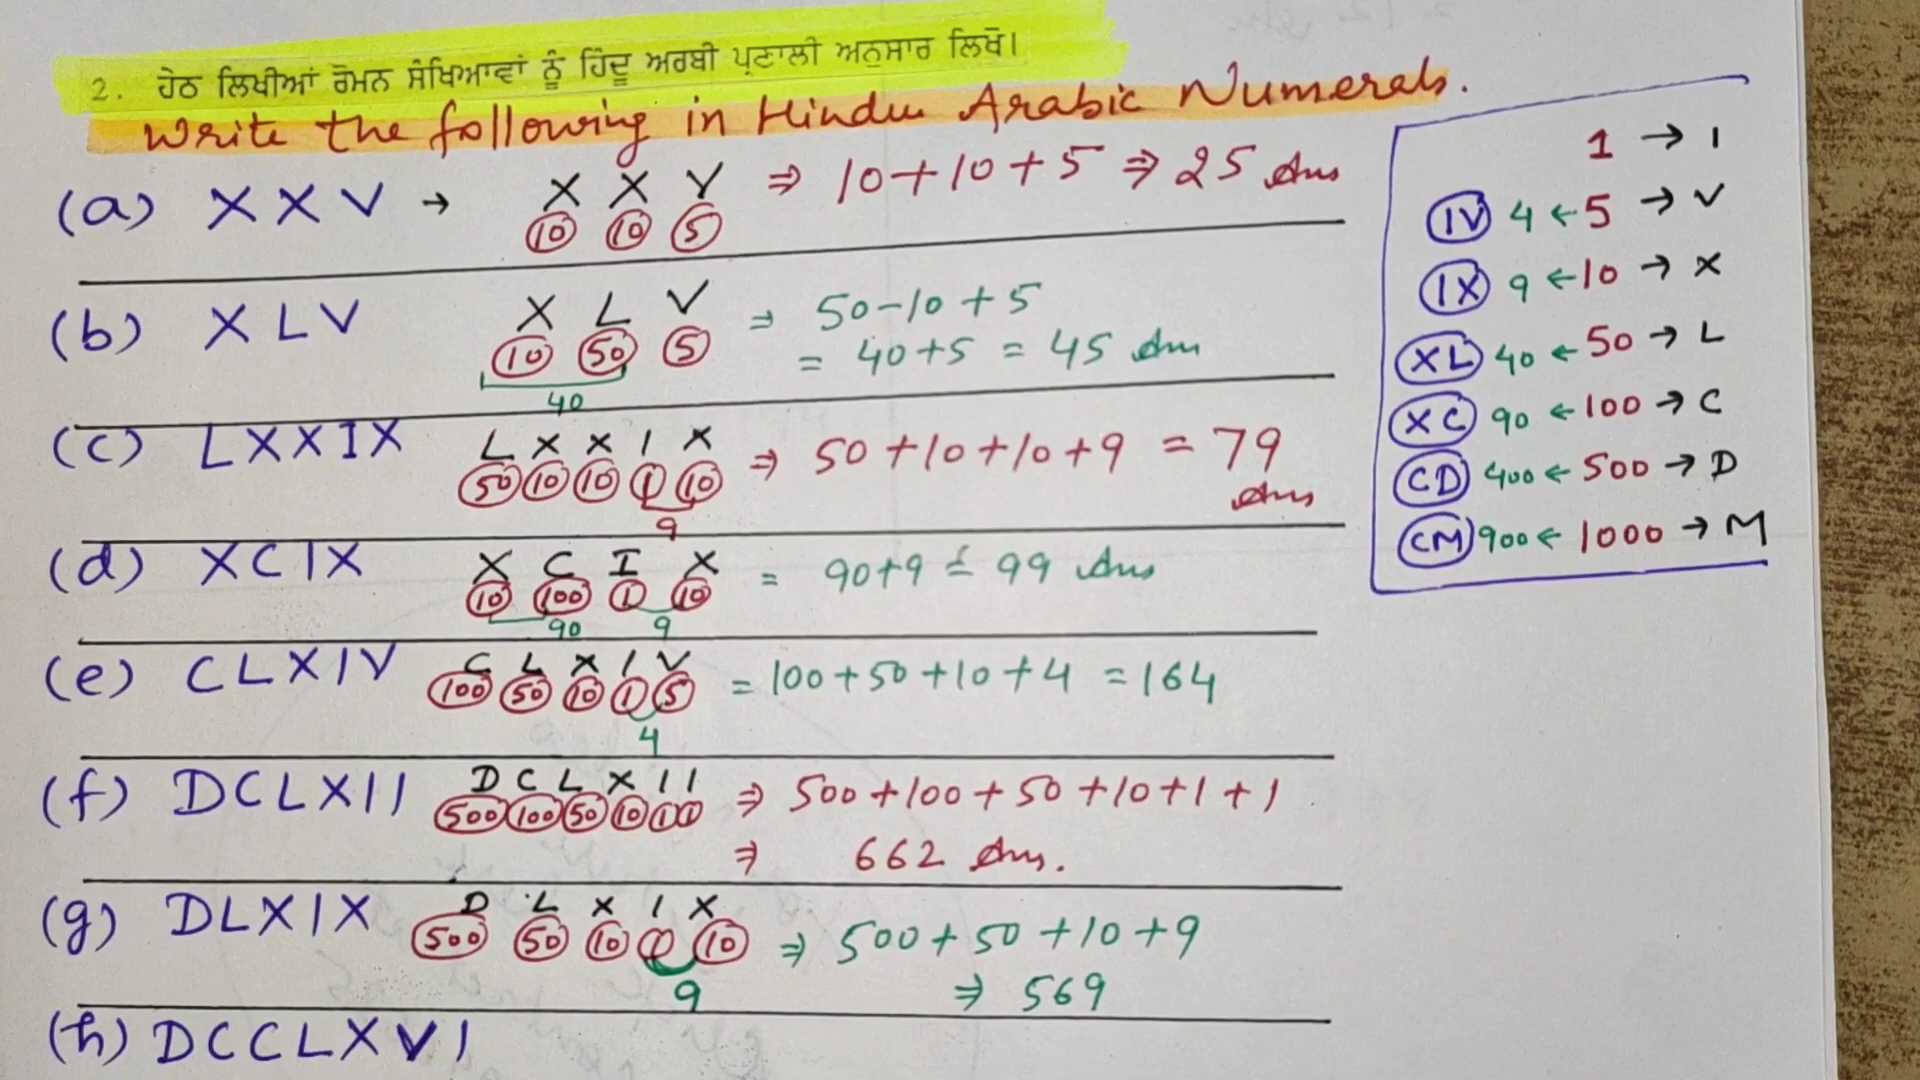 2. ਹੇਠ ਲਿਖੀਆਂ ਰੋਮਨ ਸੰਖਿਆਵਾਂ ਨੂੰ ਹਿੰਦੂ ਅਰਬੀ ਪ੍ਰਣਾਲੀ ਅਨੁਸਾਰ ਲਿਖੋ।
Write the following in Hindu Arabic Numerals.
(a) XXV → X X V ⇒ 10+10+5 ⇒ 25 Ans
10 10 5
(b) XLV X L V ⇒ 50-10+5
10 50 5 = 40+5 = 45 Ans
40
(c) LXXIX L X X I X ⇒ 50+10+10+9 = 79
50 10 10 1 10 Ans
9
(d) XCIX X C I X = 90+9 = 99 Ans
10 100 1 10
90 9
(e) CLXIV C L X I V = 100+50+10+4 = 164
100 50 10 1 5
4
(f) DCLXII D C L X I I ⇒ 500+100+50+10+1+1
500 100 50 10 1 1
⇒ 662 Ans.
(g) DLXIX D L X I X ⇒ 500+50+10+9
500 50 10 1 10
9 ⇒ 569
(h) DCCLXVI
1 → I
IV 4 ← 5 → V
IX 9 ← 10 → X
XL 40 ← 50 → L
XC 90 ← 100 → C
CD 400 ← 500 → D
CM 900 ← 1000 → M